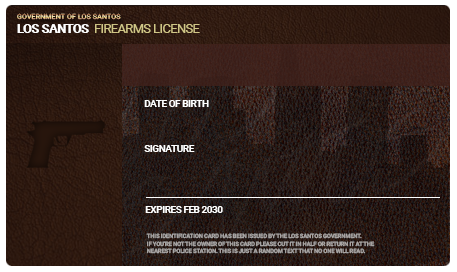 GOVERNMENT OF LOS SANTOS
LOS SANTOS FIREARMS LICENSE
DATE OF BIRTH
SIGNATURE
EXPIRES FEB 2030
THIS IDENTIFICATION CARD HAS BEEN ISSUED BY THE LOS SANTOS GOVERNMENT.
IF YOU'RE NOT THE OWNER OF THIS CARD PLEASE CUT IT IN HALF OR RETURN IT AT THE
NEAREST POLICE STATION. THIS IS JUST A RANDOM TEXT THAT NO ONE WILL READ.